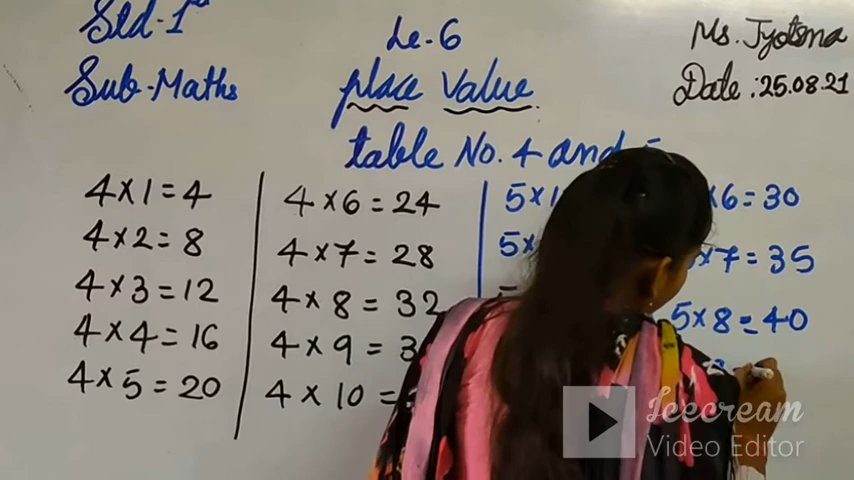 Std-1st
Sub-Maths
Le-6
Place Value
table No. 4 and 5
Ms. Jyotsma
Date : 25.08.21
4×1=4
4×2=8
4×3=12
4×4=16
4×5=20
4×6=24
4×7=28
4×8=32
4×9=3
4×10=
5×1
5×
×6=30
5×7=35
5×8=40
Icecream
Video Editor